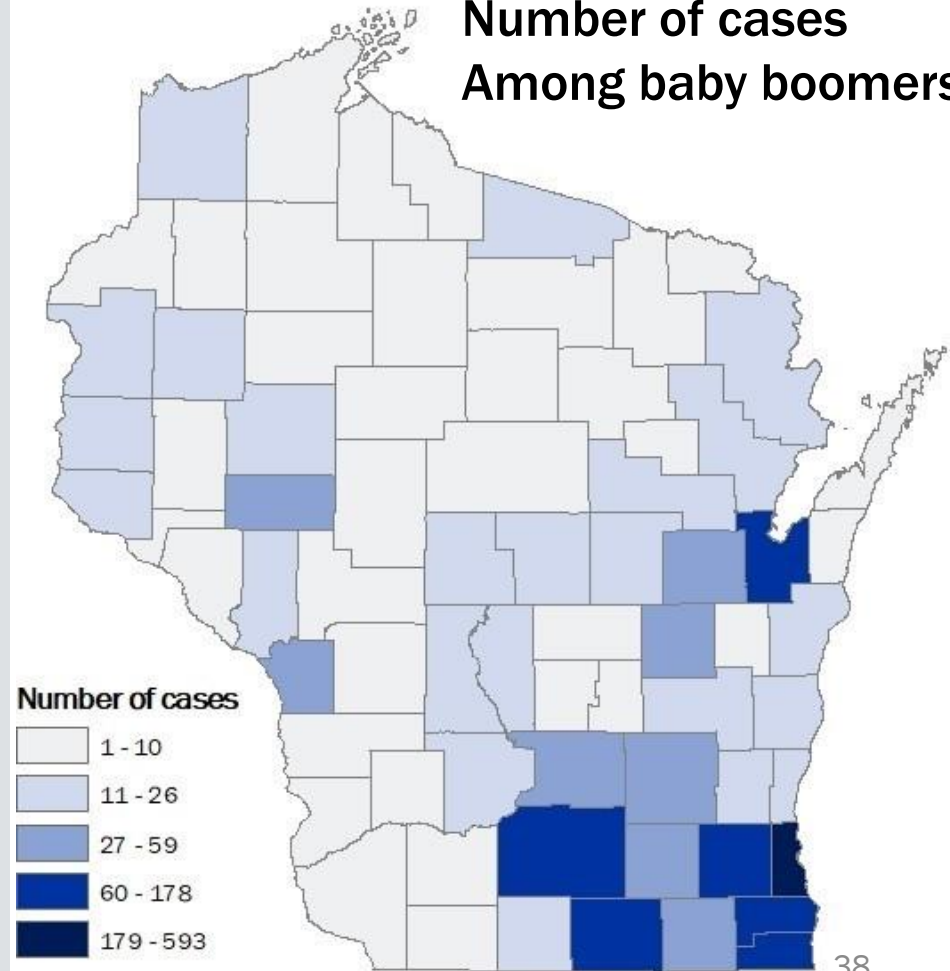 Number of cases
Among baby boomers
Number of cases
1 - 10
11 - 26
27 - 59
60 - 178
179 - 593
38